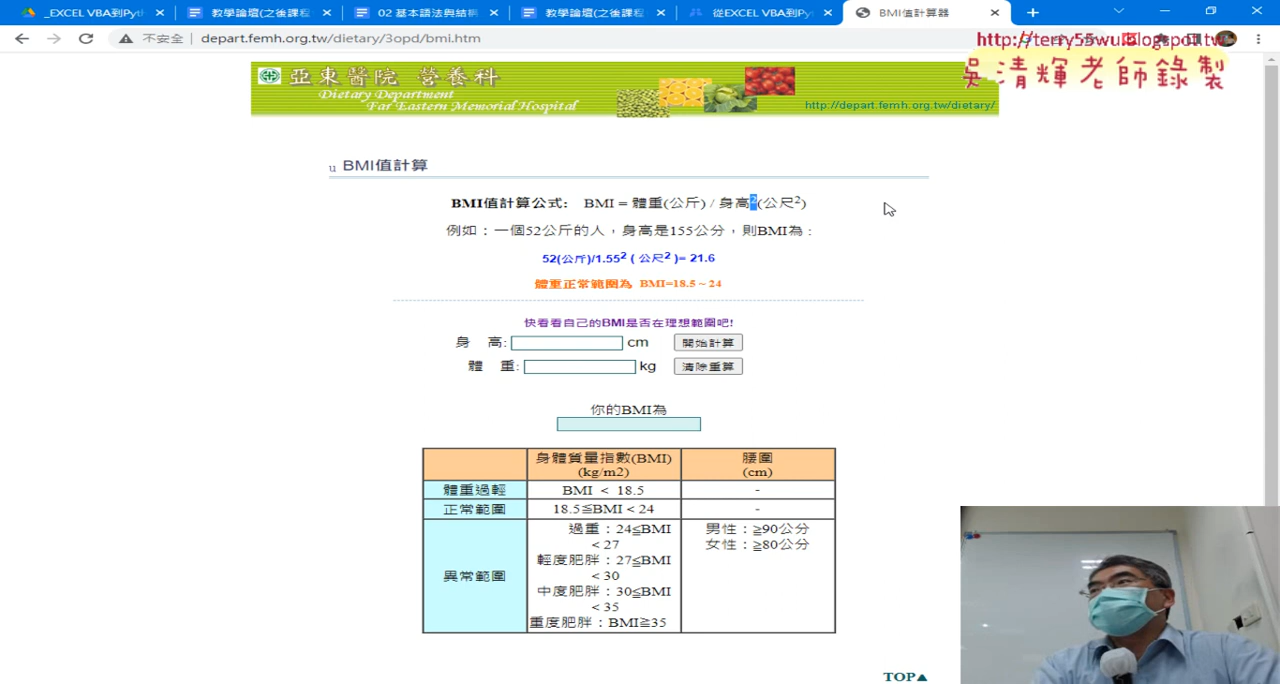 _EXCEL VBA到Pyth
教學論壇(之後課程
02 基本語法與結構
教學論壇(之後課程
從EXCEL VBA到Py
BMI值計算器
不安全
depart.femh.org.tw/dietary/3opd/bmi.htm
http://terry55wu.blogspot.tw
吳清輝老師錄製
亞東醫院 營養科
Dietary Department
Far Eastern Memorial Hospital
http://depart.femh.org.tw/dietary/
u BMI值計算
BMI值計算公式: BMI = 體重(公斤) / 身高²(公尺²)
例如：一個52公斤的人，身高是155公分，則BMI為 :
52(公斤)/1.55² ( 公尺² )= 21.6
體重正常範圍為 BMI=18.5 ~ 24
快看看自己的BMI是否在理想範圍吧!
身 高: cm 開始計算
體 重: kg 清除重算
你的BMI為
身體質量指數(BMI) (kg/m2) 腰圍 (cm)
體重過輕 BMI < 18.5 -
正常範圍 18.5≦BMI < 24 -
異常範圍
過重：24≦BMI
< 27
輕度肥胖：27≦BMI
< 30
中度肥胖：30≦BMI
< 35
重度肥胖：BMI≧35
男性：≧90公分
女性：≧80公分
TOP▲